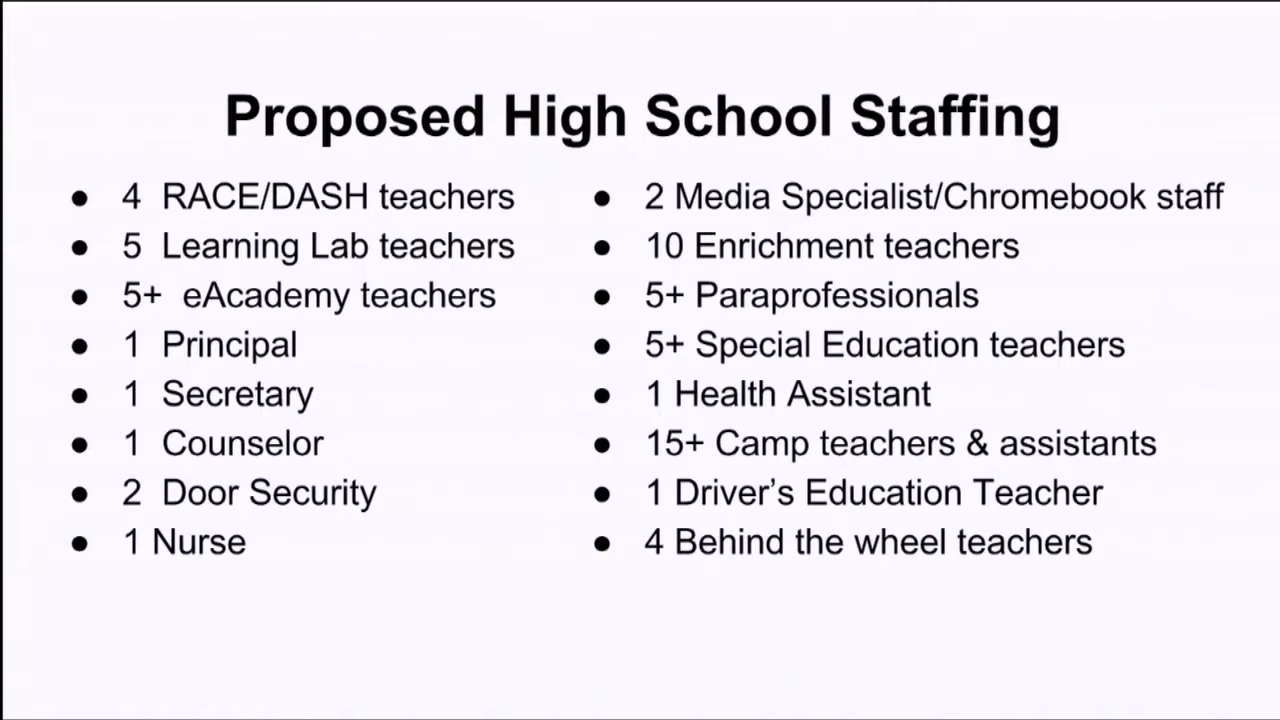 Proposed High School Staffing
● 4 RACE/DASH teachers
● 5 Learning Lab teachers
● 5+ eAcademy teachers
● 1 Principal
● 1 Secretary
● 1 Counselor
● 2 Door Security
● 1 Nurse
● 2 Media Specialist/Chromebook staff
● 10 Enrichment teachers
● 5+ Paraprofessionals
● 5+ Special Education teachers
● 1 Health Assistant
● 15+ Camp teachers & assistants
● 1 Driver’s Education Teacher
● 4 Behind the wheel teachers